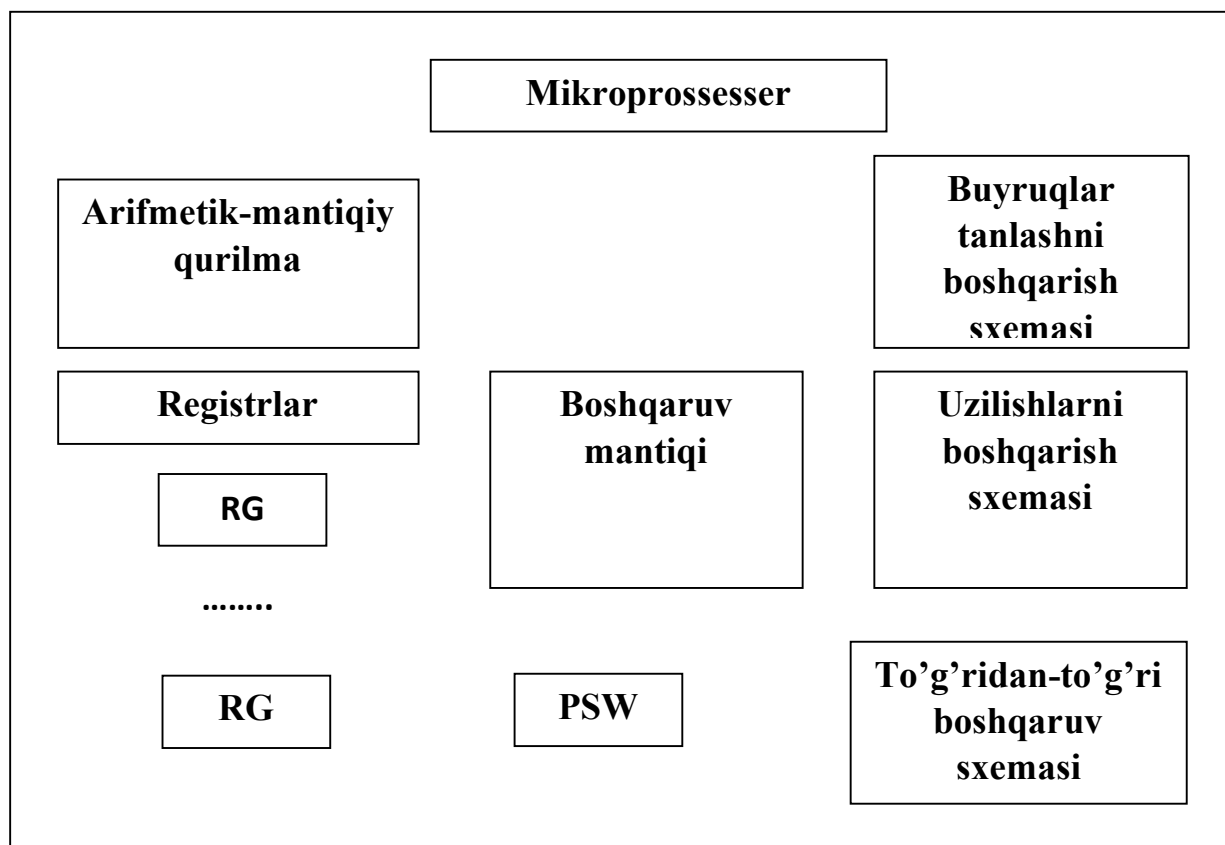 Mikroprossesser
Arifmetik-mantiqiy
qurilma
Buyruqlar
tanlashni
boshqarish
sxemasi
Registrlar
Boshqaruv
mantiqi
Uzilishlarni
boshqarish
sxemasi
RG
........
RG
PSW
To’g’ridan-to’g’ri
boshqaruv
sxemasi